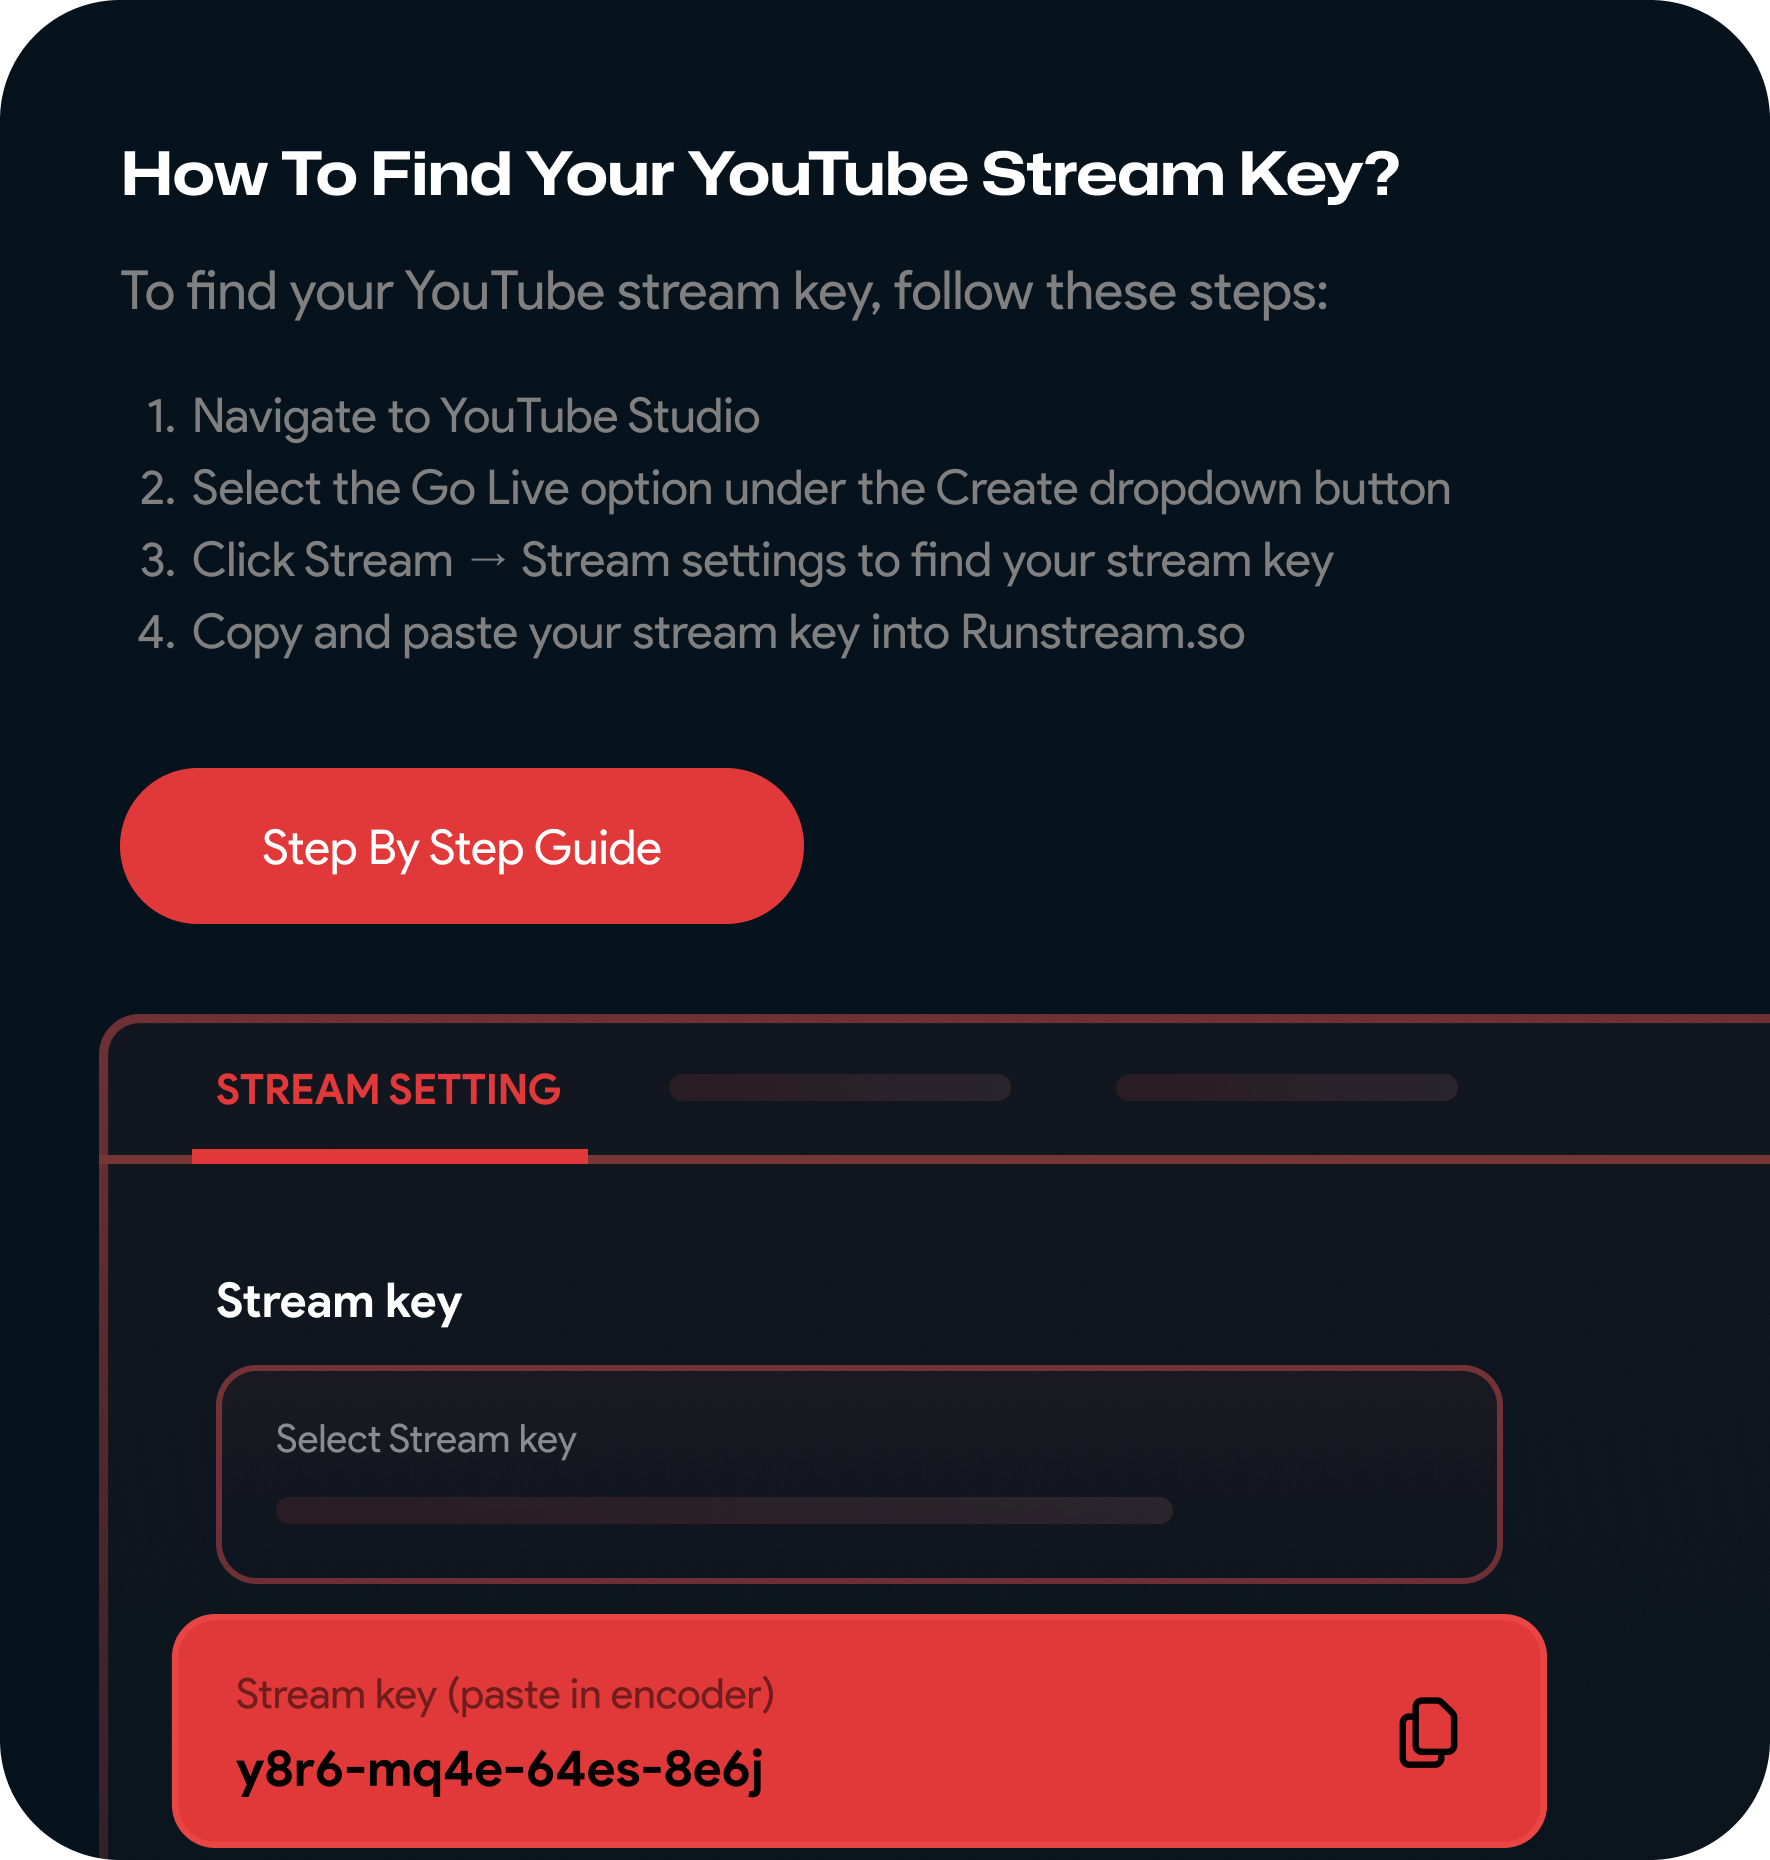 How To Find Your YouTube Stream Key?
To find your YouTube stream key, follow these steps:
1. Navigate to YouTube Studio
2. Select the Go Live option under the Create dropdown button
3. Click Stream → Stream settings to find your stream key
4. Copy and paste your stream key into Runstream.so
Step By Step Guide
STREAM SETTING
Stream key
Select Stream key
Stream key (paste in encoder)
y8r6-mq4e-64es-8e6j